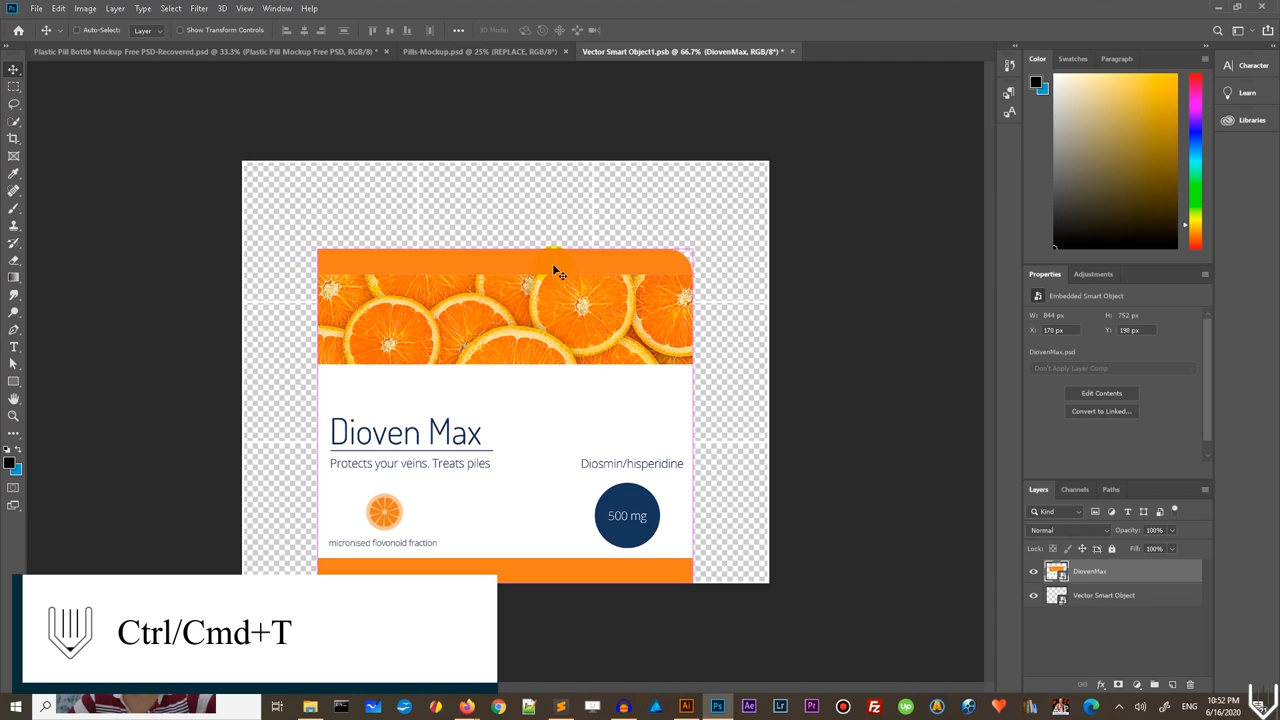 Ps File Edit Image Layer Type Select Filter 3D View Window Help
Auto-Select: Layer Show Transform Controls 3D Mode:
Plastic Pill Bottle Mockup Free PSD-Recovered.psd @ 33.3% (Plastic Pill Mockup Free PSD, RGB/8) * × Pills-Mockup.psd @ 25% (REPLACE, RGB/8*) × Vector Smart Object1.psb @ 66.7% (DiovenMax, RGB/8*) * ×
Color Swatches Paragraph
Character
Learn
Libraries
Properties Adjustments
Embedded Smart Object
W: 844 px H: 752 px
X: 170 px Y: 198 px
DiovenMax.psd
Don't Apply Layer Comp
Edit Contents
Convert to Linked...
Dioven Max
Protects your veins. Treats piles
Diosmin/hisperidine
500 mg
micronised flovonoid fraction
Layers Channels Paths
Kind
Normal Opacity: 100%
Lock: Fill: 100%
DiovenMax
Vector Smart Object
Ctrl/Cmd+T
ENG
10:52 PM
6/16/2020